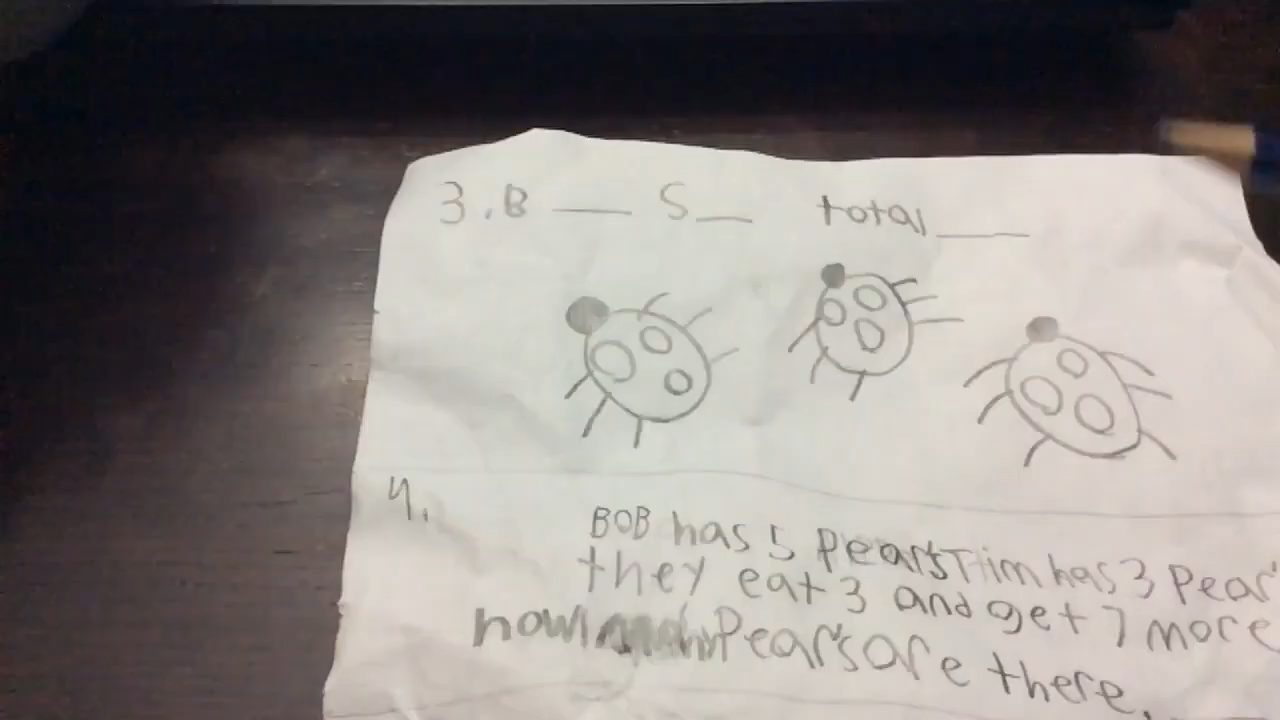 3. B ___ S __ total ___
4.
BOB has 5 pears Tim has 3 pear
they eat 3 and get 7 more
how pears are there.